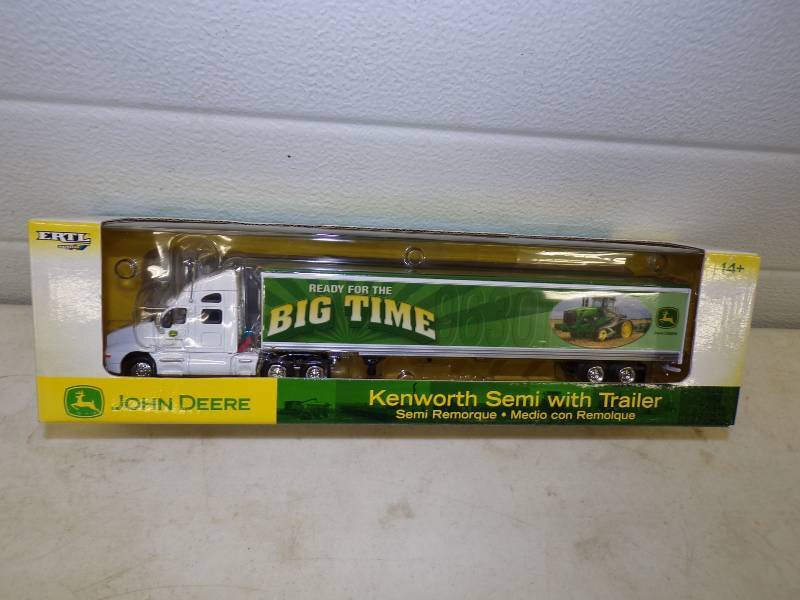 ERTL
14+
READY FOR THE
BIG TIME
JOHN DEERE
Kenworth Semi with Trailer
Semi Remorque • Medio con Remolque